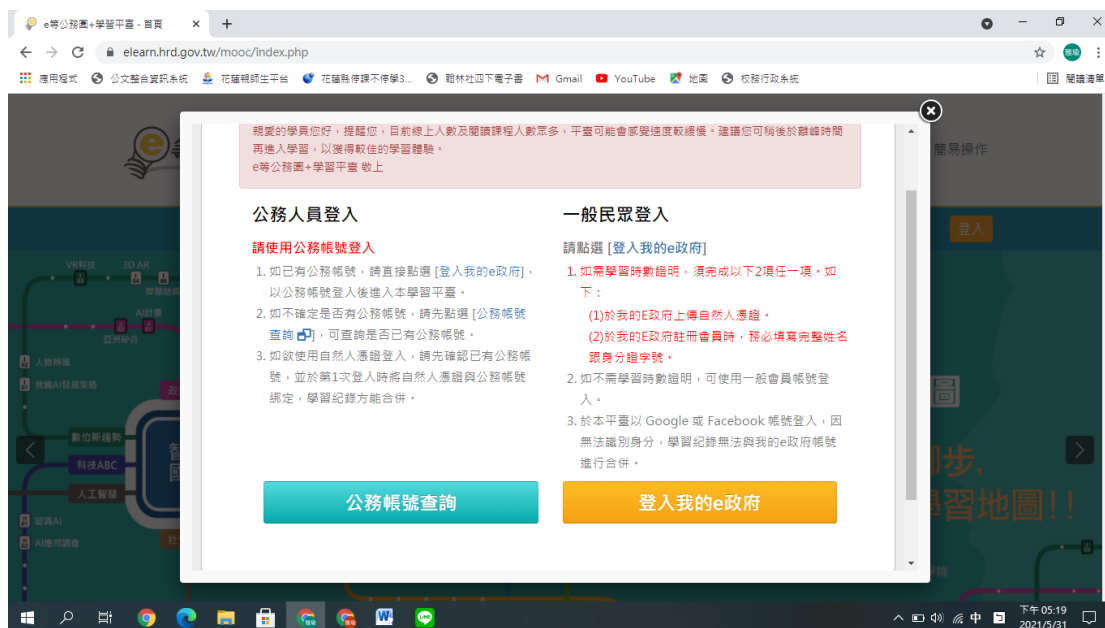 e等公務園+學習平臺 - 首頁
elearn.hrd.gov.tw/mooc/index.php
應用程式 公文整合資訊系統 花蓮親師生平台 花蓮縣停課不停學3... 翰林社四下電子書 Gmail YouTube 地圖 校務行政系統 閱讀清單
簡易操作
登入
親愛的學員您好，提醒您，目前線上人數及閱讀課程人數眾多，平臺可能會感受速度較緩慢。建議您可稍後於離峰時間
再進入學習，以獲得較佳的學習體驗。
e等公務園+學習平臺 敬上
公務人員登入
請使用公務帳號登入
1. 如已有公務帳號，請直接點選 [登入我的e政府]，
以公務帳號登入後進入本學習平臺。
2. 如不確定是否有公務帳號，請先點選 [公務帳號
查詢]，可查詢是否已有公務帳號。
3. 如欲使用自然人憑證登入，請先確認已有公務帳
號，並於第1次登入時將自然人憑證與公務帳號
綁定，學習紀錄方能合併。
公務帳號查詢
一般民眾登入
請點選 [登入我的e政府]
1. 如需學習時數證明，須完成以下2項任一項。如
下：
(1)於我的E政府上傳自然人憑證。
(2)於我的E政府註冊會員時，務必填寫完整姓名
跟身分證字號。
2. 如不需學習時數證明，可使用一般會員帳號登
入。
3. 於本平臺以 Google 或 Facebook 帳號登入，因
無法識別身分，學習紀錄無法與我的e政府帳號
進行合併。
登入我的e政府
VR科技 3D AR
AI計畫
亞洲矽谷
人臉辨識
數位新趨勢
科技ABC
人工智慧
認識AI
AI應用調查
圖
步,
習地圖!!
中
下午 05:19
2021/5/31